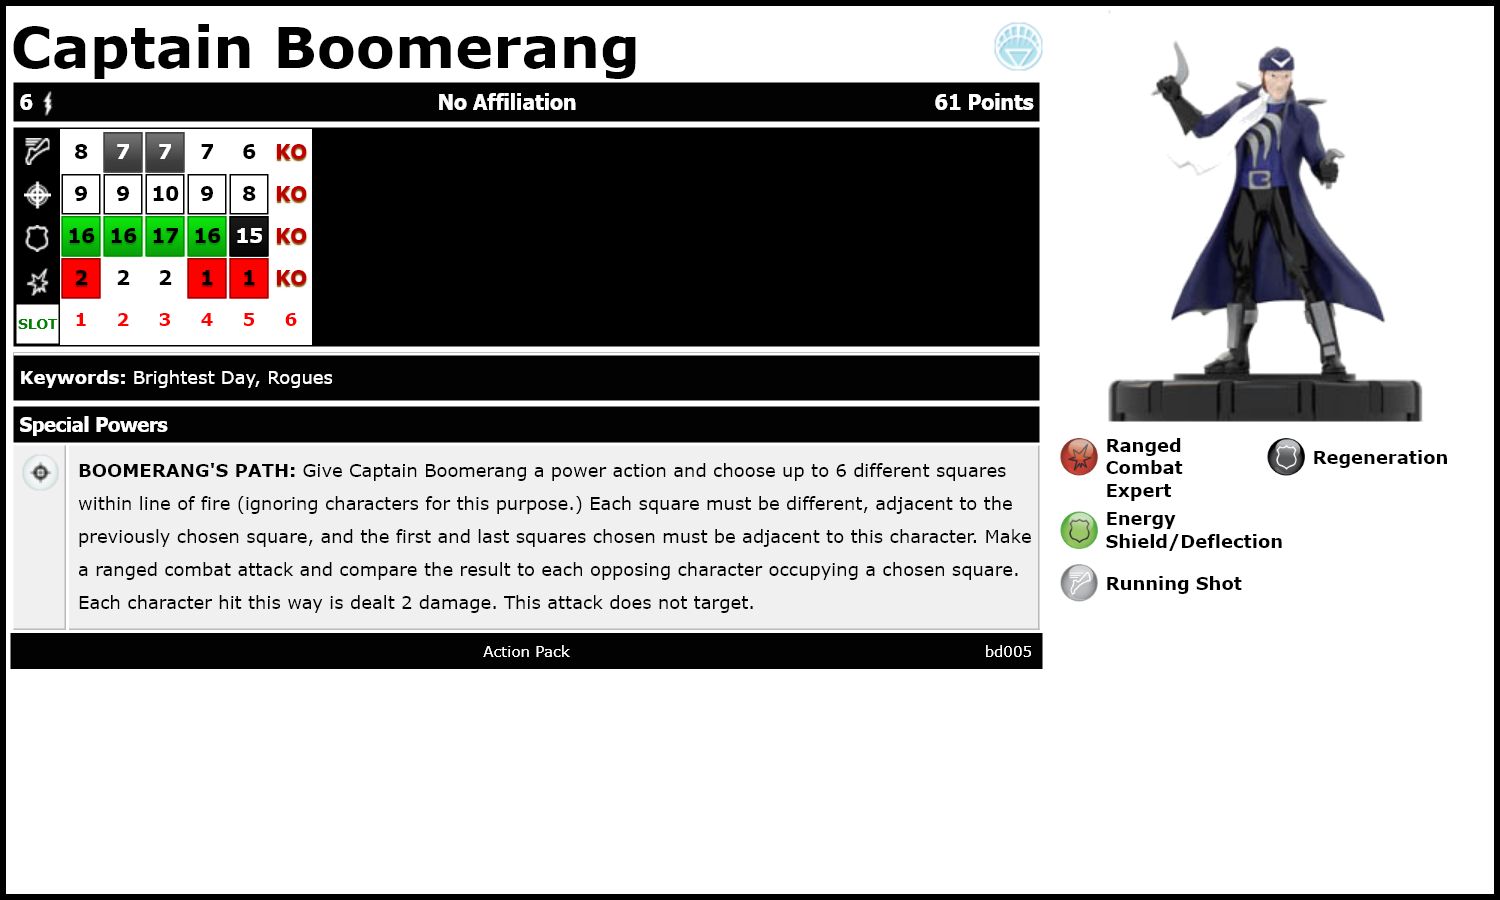 Captain Boomerang
6 No Affiliation 61 Points
8 7 7 7 6 KO
9 9 10 9 8 KO
16 16 17 16 15 KO
2 2 2 1 1 KO
SLOT 1 2 3 4 5 6
Keywords: Brightest Day, Rogues
Special Powers
BOOMERANG'S PATH: Give Captain Boomerang a power action and choose up to 6 different squares
within line of fire (ignoring characters for this purpose.) Each square must be different, adjacent to the
previously chosen square, and the first and last squares chosen must be adjacent to this character. Make
a ranged combat attack and compare the result to each opposing character occupying a chosen square.
Each character hit this way is dealt 2 damage. This attack does not target.
Action Pack bd005
Ranged
Combat
Expert
Regeneration
Energy
Shield/Deflection
Running Shot